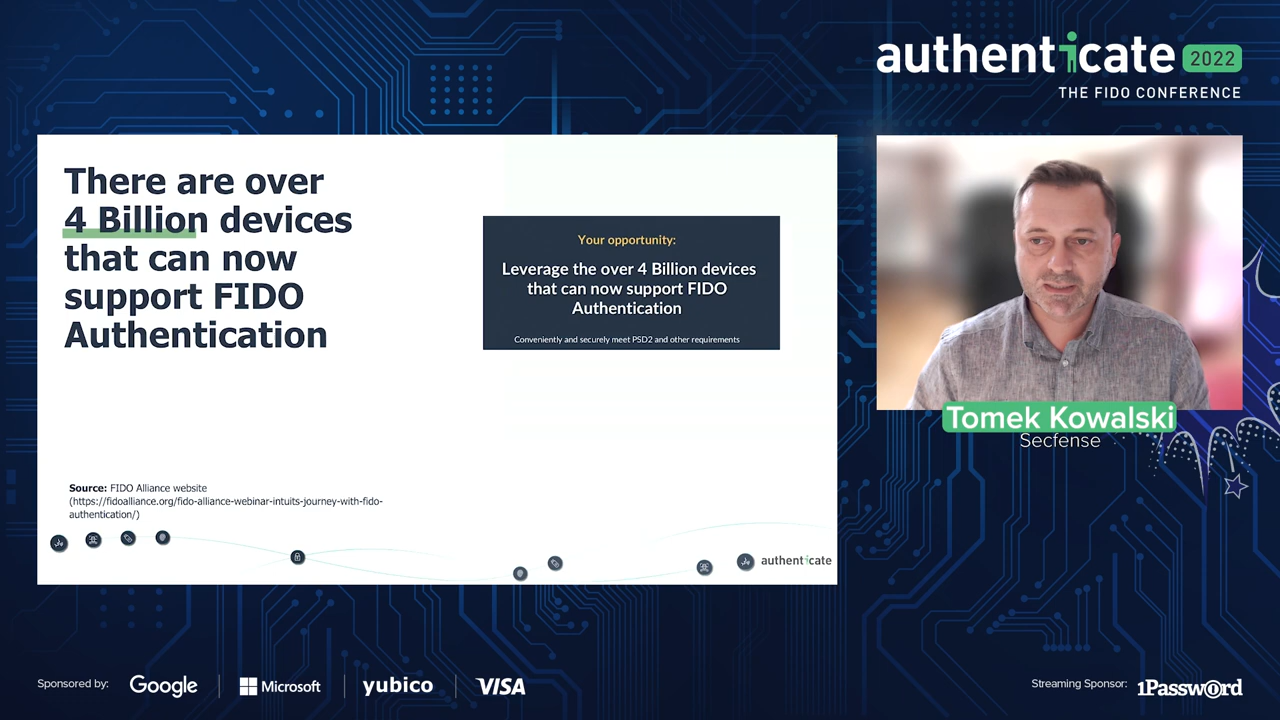 authenticate 2022
THE FIDO CONFERENCE
There are over
4 Billion devices
that can now
support FIDO
Authentication
Your opportunity:
Leverage the over 4 Billion devices
that can now support FIDO
Authentication
Conveniently and securely meet PSD2 and other requirements
Source: FIDO Alliance website
(https://fidoalliance.org/fido-alliance-webinar-intuits-journey-with-fido-
authentication/)
authenticate
Tomek Kowalski
Secfense
Sponsored by: Google Microsoft yubico VISA
Streaming Sponsor: 1Password